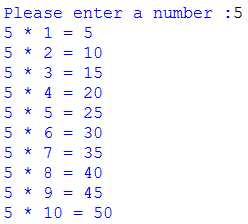 Please enter a number :5
5 * 1 = 5
5 * 2 = 10
5 * 3 = 15
5 * 4 = 20
5 * 5 = 25
5 * 6 = 30
5 * 7 = 35
5 * 8 = 40
5 * 9 = 45
5 * 10 = 50